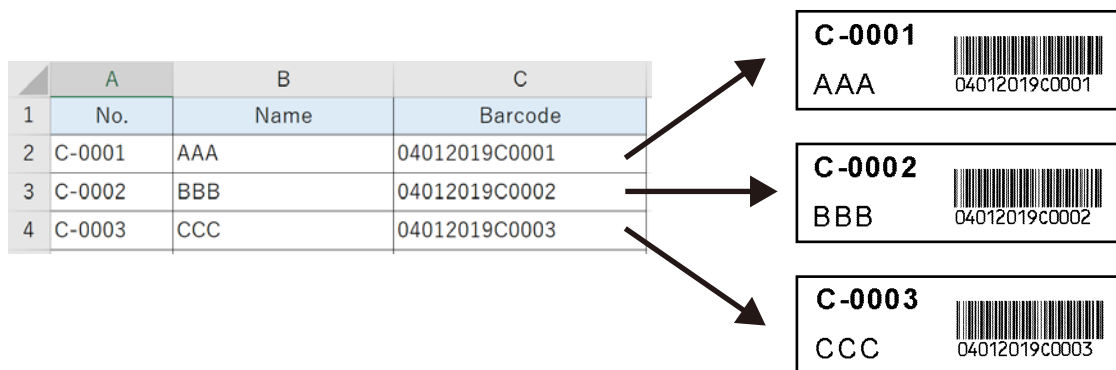 A B C
1 No. Name Barcode
2 C-0001 AAA 04012019C0001
3 C-0002 BBB 04012019C0002
4 C-0003 CCC 04012019C0003
C-0001
AAA
04012019C0001
C-0002
BBB
04012019C0002
C-0003
CCC
04012019C0003